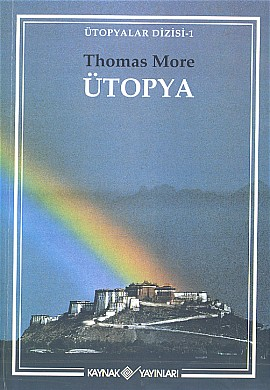 ÜTOPYALAR DİZİSİ-1
Thomas More
ÜTOPYA
KAYNAK YAYINLARI